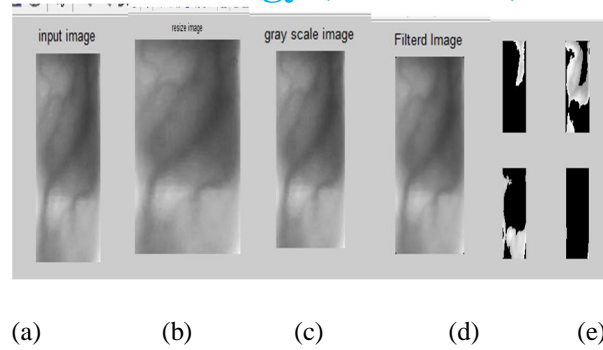 input image
resize image
gray scale image
Filterd Image
(a) (b) (c) (d) (e)